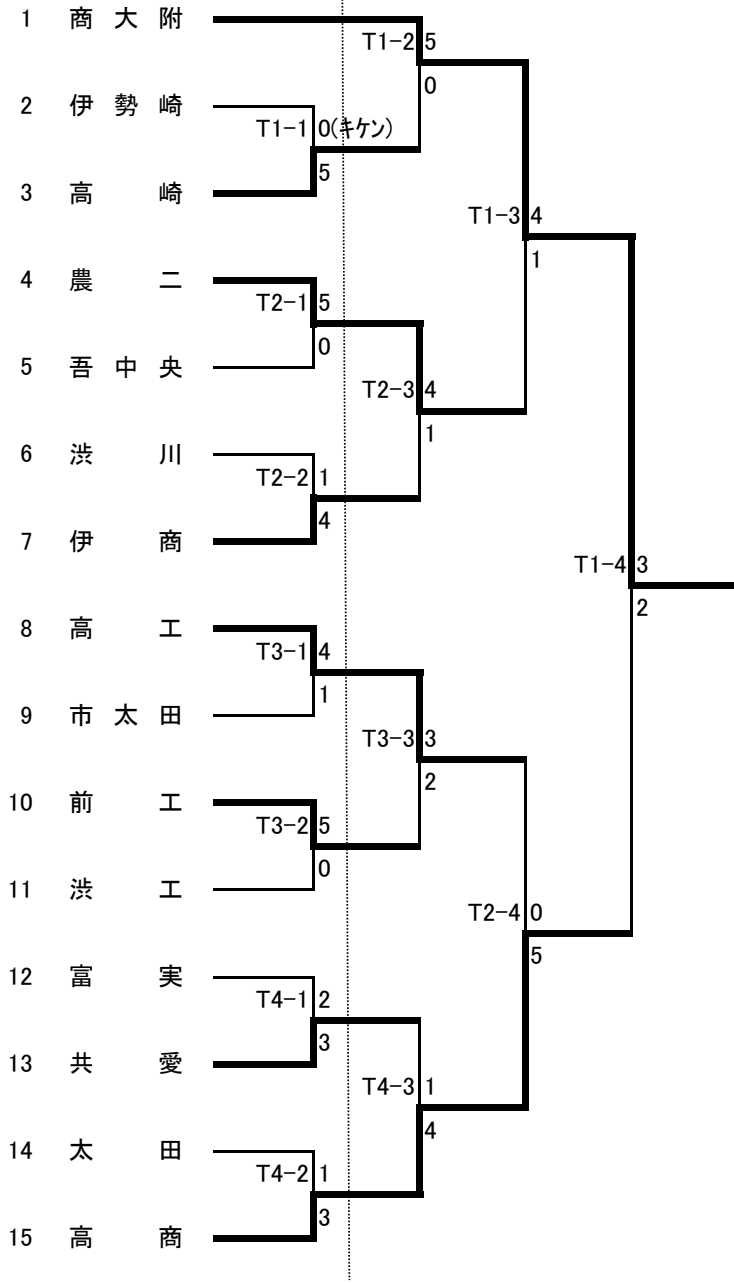 1 商大附
T1-2 5
0
2 伊勢崎
T1-1 0(キケン)
5
3 高崎
T1-3 4
1
4 農二
T2-1 5
0
5 吾中央
T2-3 4
1
6 渋川
T2-2 1
4
7 伊商
T1-4 3
2
8 高工
T3-1 4
1
9 市太田
T3-3 3
2
10 前工
T3-2 5
0
11 渋工
T2-4 0
5
12 富実
T4-1 2
3
13 共愛
T4-3 1
4
14 太田
T4-2 1
3
15 高商